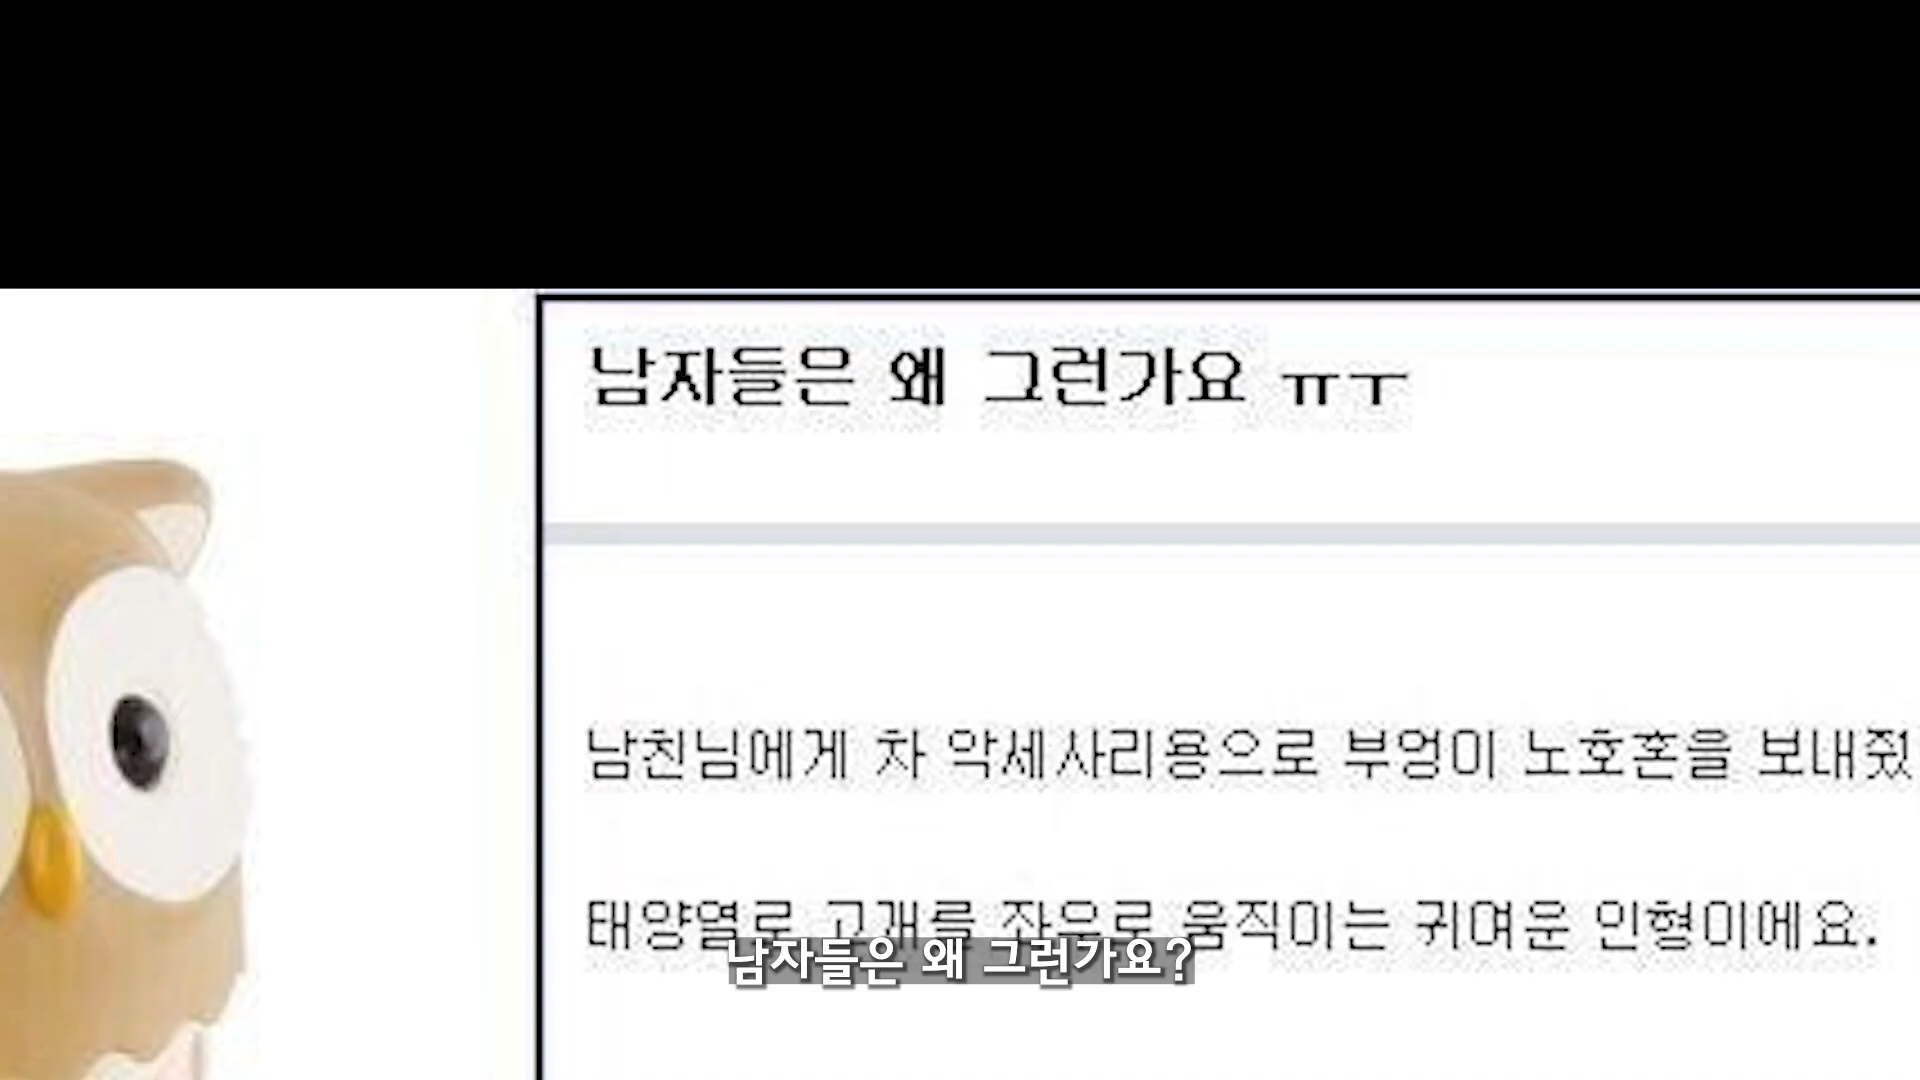 남자들은 왜 그런가요 ㅠㅜ
남친님에게 차 악세사리용으로 부엉이 노호혼을 보내줬
태양열로 고개를 좌우로 움직이는 귀여운 인형이에요.
남자들은 왜 그런가요?